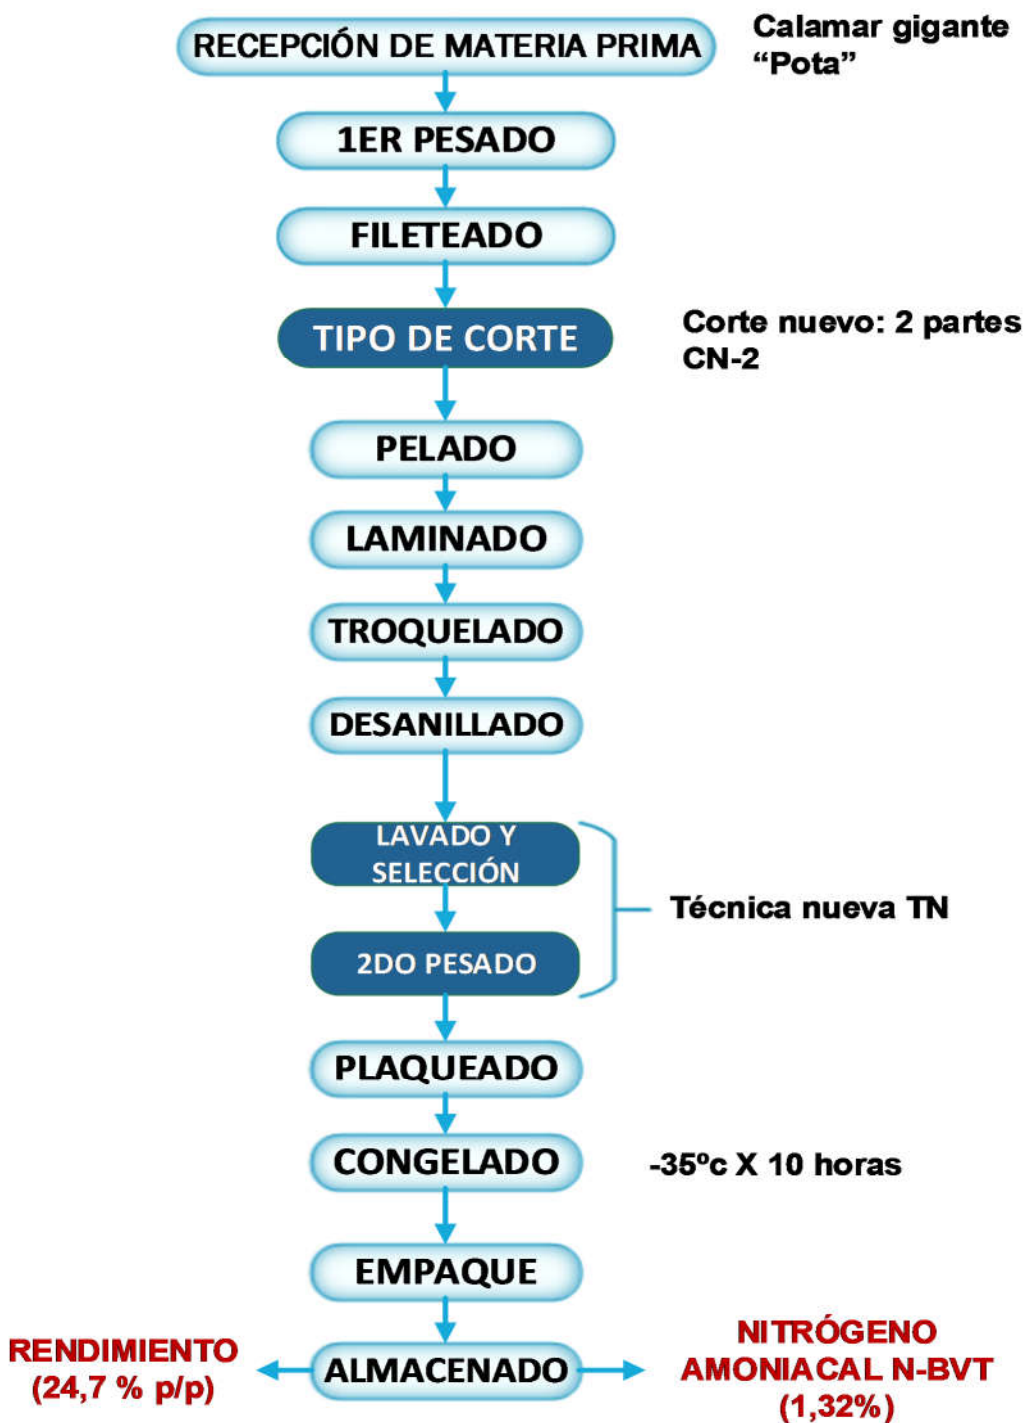 RECEPCIÓN DE MATERIA PRIMA
Calamar gigante
“Pota”
1ER PESADO
FILETEADO
TIPO DE CORTE
Corte nuevo: 2 partes
CN-2
PELADO
LAMINADO
TROQUELADO
DESANILLADO
LAVADO Y
SELECCIÓN
Técnica nueva TN
2DO PESADO
PLAQUEADO
CONGELADO
-35ºc X 10 horas
EMPAQUE
RENDIMIENTO
(24,7 % p/p)
ALMACENADO
NITRÓGENO
AMONIACAL N-BVT
(1,32%)